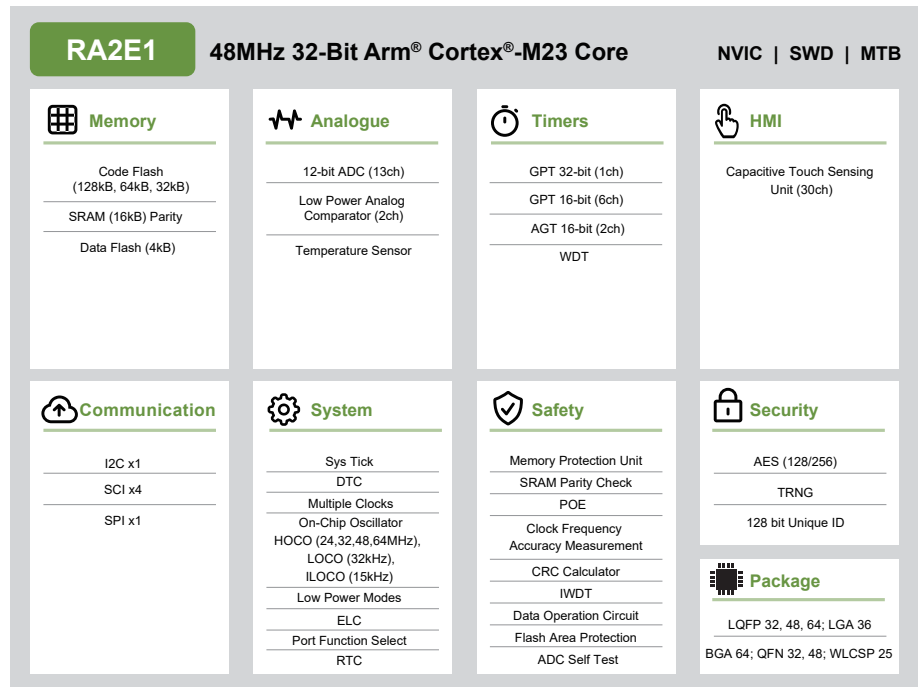 RA2E1
48MHz 32-Bit Arm® Cortex®-M23 Core
NVIC | SWD | MTB
Memory
Code Flash
(128kB, 64kB, 32kB)
SRAM (16kB) Parity
Data Flash (4kB)
Analogue
12-bit ADC (13ch)
Low Power Analog
Comparator (2ch)
Temperature Sensor
Timers
GPT 32-bit (1ch)
GPT 16-bit (6ch)
AGT 16-bit (2ch)
WDT
HMI
Capacitive Touch Sensing
Unit (30ch)
Communication
I2C x1
SCI x4
SPI x1
System
Sys Tick
DTC
Multiple Clocks
On-Chip Oscillator
HOCO (24,32,48,64MHz),
LOCO (32kHz),
ILOCO (15kHz)
Low Power Modes
ELC
Port Function Select
RTC
Safety
Memory Protection Unit
SRAM Parity Check
POE
Clock Frequency
Accuracy Measurement
CRC Calculator
IWDT
Data Operation Circuit
Flash Area Protection
ADC Self Test
Security
AES (128/256)
TRNG
128 bit Unique ID
Package
LQFP 32, 48, 64; LGA 36
BGA 64; QFN 32, 48; WLCSP 25